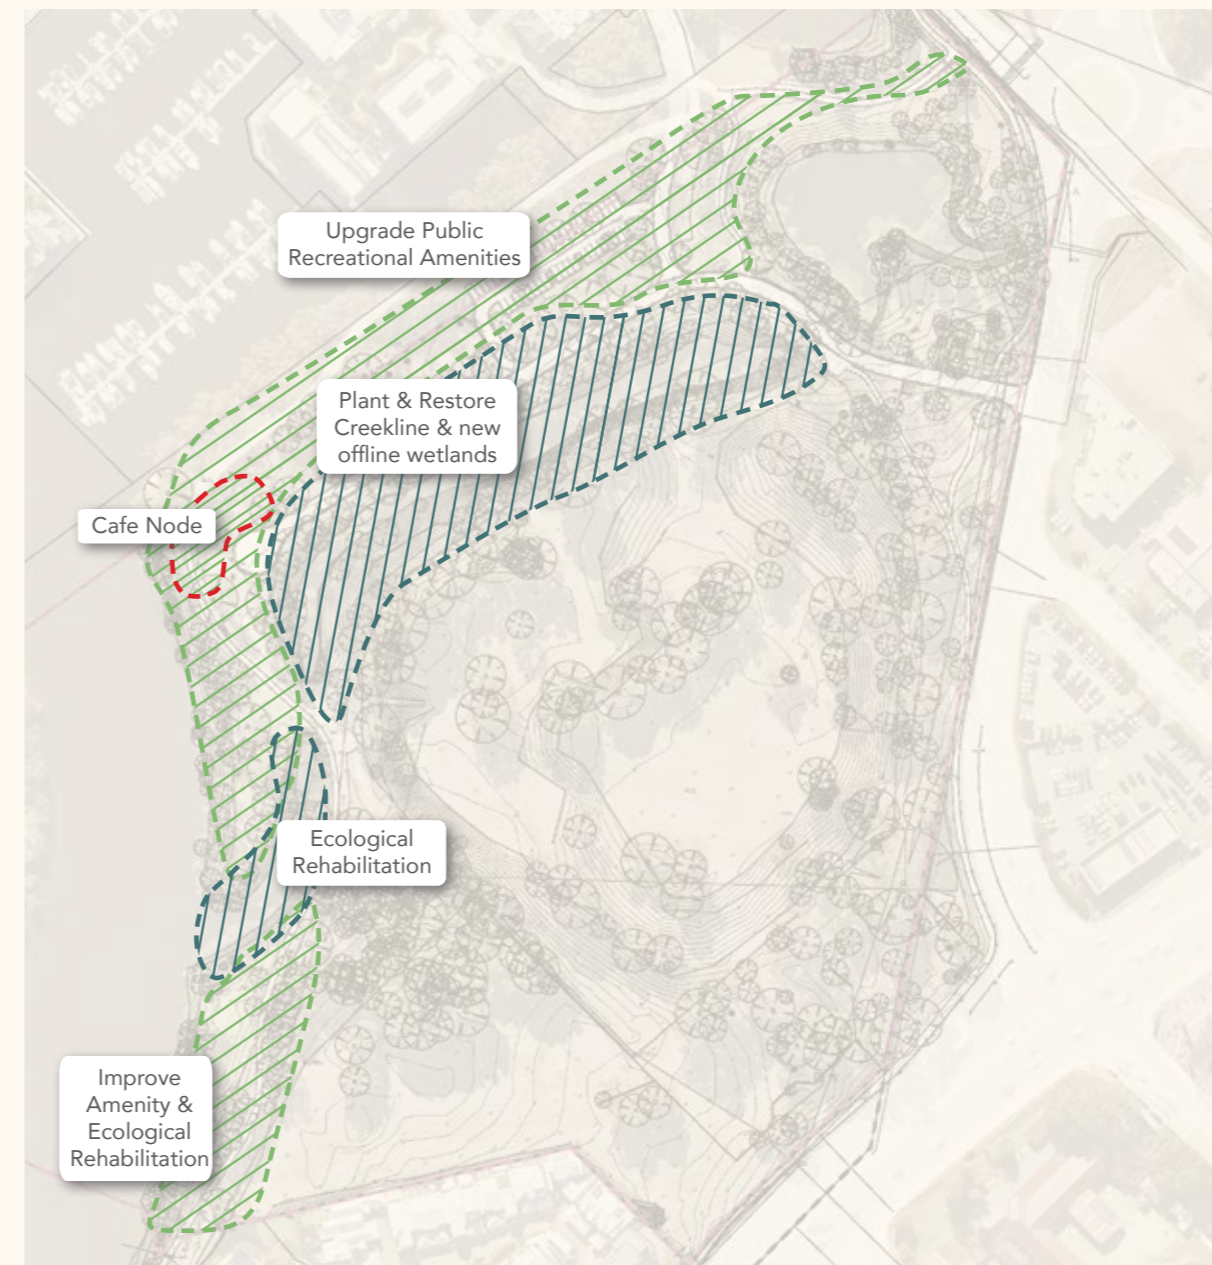 Upgrade Public
Recreational Amenities
Plant & Restore
Creekline & new
offline wetlands
Cafe Node
Ecological
Rehabilitation
Improve
Amenity &
Ecological
Rehabilitation